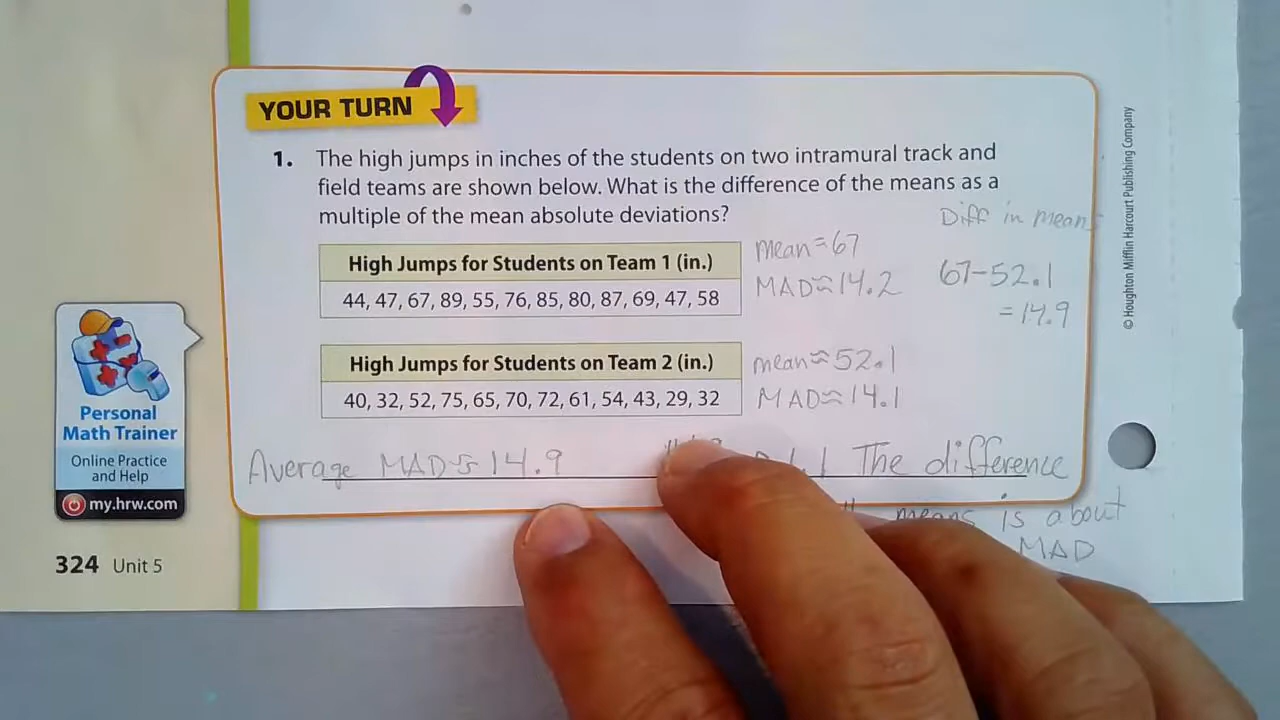 YOUR TURN
1. The high jumps in inches of the students on two intramural track and
field teams are shown below. What is the difference of the means as a
multiple of the mean absolute deviations?
Diff in means
High Jumps for Students on Team 1 (in.)
44, 47, 67, 89, 55, 76, 85, 80, 87, 69, 47, 58
mean=67
MAD≈14.2
67-52.1
=14.9
High Jumps for Students on Team 2 (in.)
40, 32, 52, 75, 65, 70, 72, 61, 54, 43, 29, 32
mean≈52.1
MAD≈14.1
Average MAD≈14.9
The difference
means is about
MAD
Personal
Math Trainer
Online Practice
and Help
my.hrw.com
324 Unit 5
© Houghton Mifflin Harcourt Publishing Company